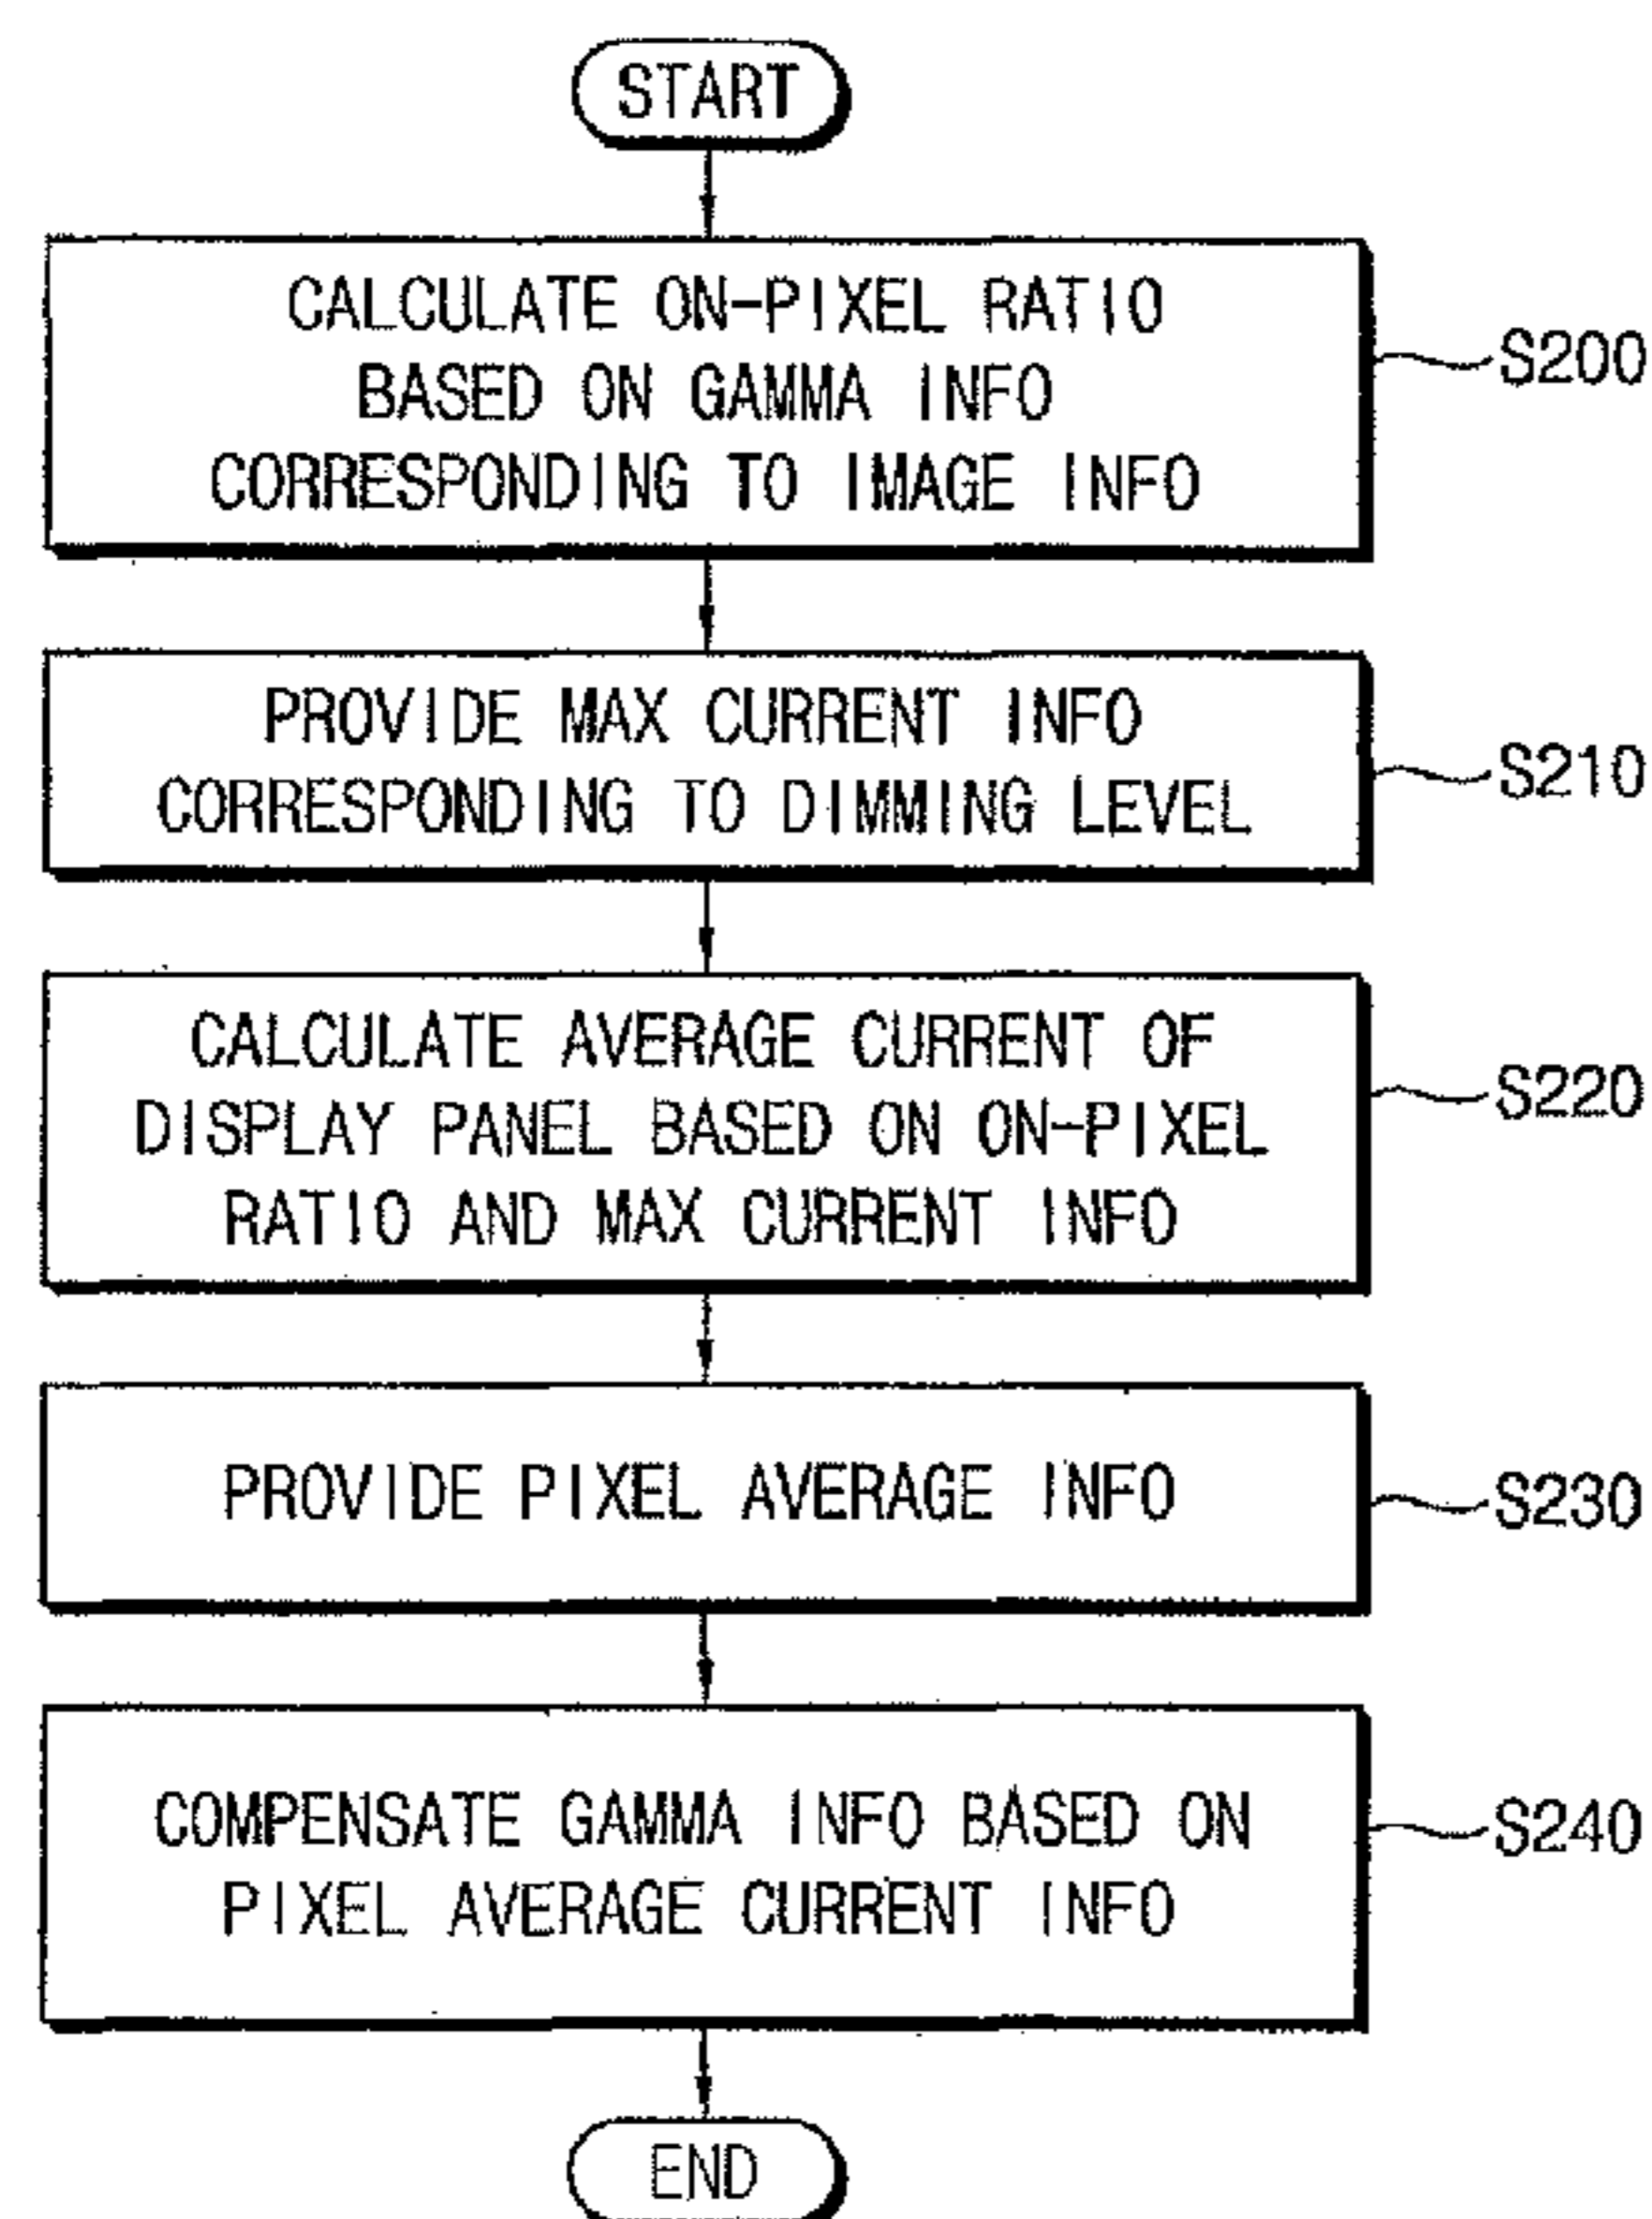 START
CALCULATE ON-PIXEL RATIO
BASED ON GAMMA INFO
CORRESPONDING TO IMAGE INFO
S200
PROVIDE MAX CURRENT INFO
CORRESPONDING TO DIMMING LEVEL
S210
CALCULATE AVERAGE CURRENT OF
DISPLAY PANEL BASED ON ON-PIXEL
RATIO AND MAX CURRENT INFO
S220
PROVIDE PIXEL AVERAGE INFO
S230
COMPENSATE GAMMA INFO BASED ON
PIXEL AVERAGE CURRENT INFO
S240
END